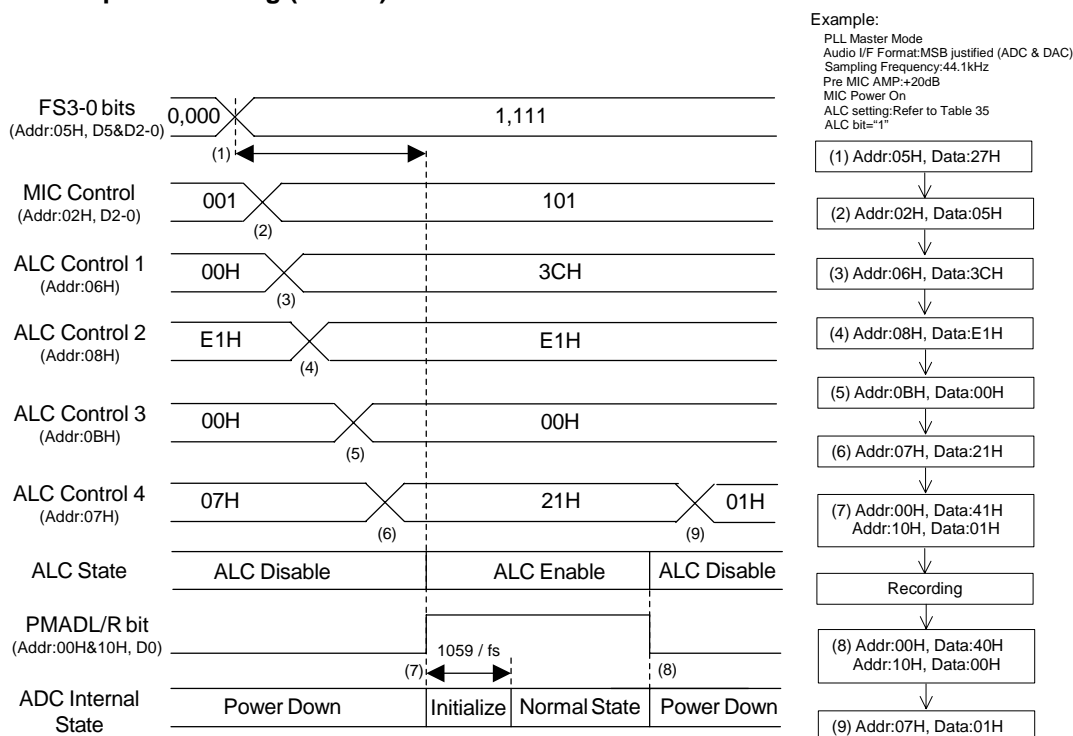 Example:
PLL Master Mode
Audio I/F Format:MSB justified (ADC & DAC)
Sampling Frequency:44.1kHz
Pre MIC AMP:+20dB
MIC Power On
ALC setting:Refer to Table 35
ALC bit=“1”
FS3-0 bits
(Addr:05H, D5&D2-0)
0,000
1,111
(1)
MIC Control
(Addr:02H, D2-0)
001
101
(2)
ALC Control 1
(Addr:06H)
00H
3CH
(3)
ALC Control 2
(Addr:08H)
E1H
E1H
(4)
ALC Control 3
(Addr:0BH)
00H
00H
(5)
ALC Control 4
(Addr:07H)
07H
21H
01H
(6)
(9)
ALC State
ALC Disable
ALC Enable
ALC Disable
PMADL/R bit
(Addr:00H&10H, D0)
1059 / fs
(7)
(8)
ADC Internal
State
Power Down
Initialize
Normal State
Power Down
(1) Addr:05H, Data:27H
(2) Addr:02H, Data:05H
(3) Addr:06H, Data:3CH
(4) Addr:08H, Data:E1H
(5) Addr:0BH, Data:00H
(6) Addr:07H, Data:21H
(7) Addr:00H, Data:41H
Addr:10H, Data:01H
Recording
(8) Addr:00H, Data:40H
Addr:10H, Data:00H
(9) Addr:07H, Data:01H